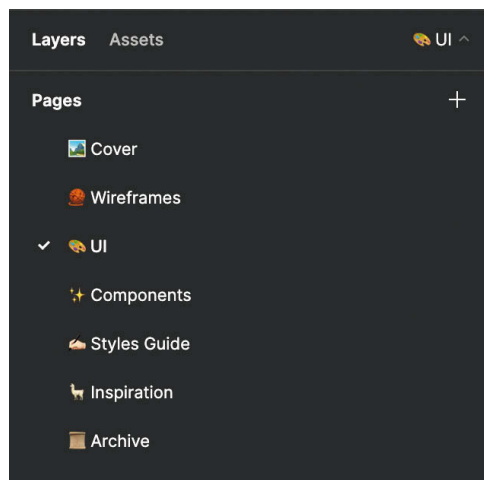 Layers Assets 🎨 UI
Pages
🏞️ Cover
🧶 Wireframes
🎨 UI
✨ Components
✍🏻 Styles Guide
🦙 Inspiration
📜 Archive